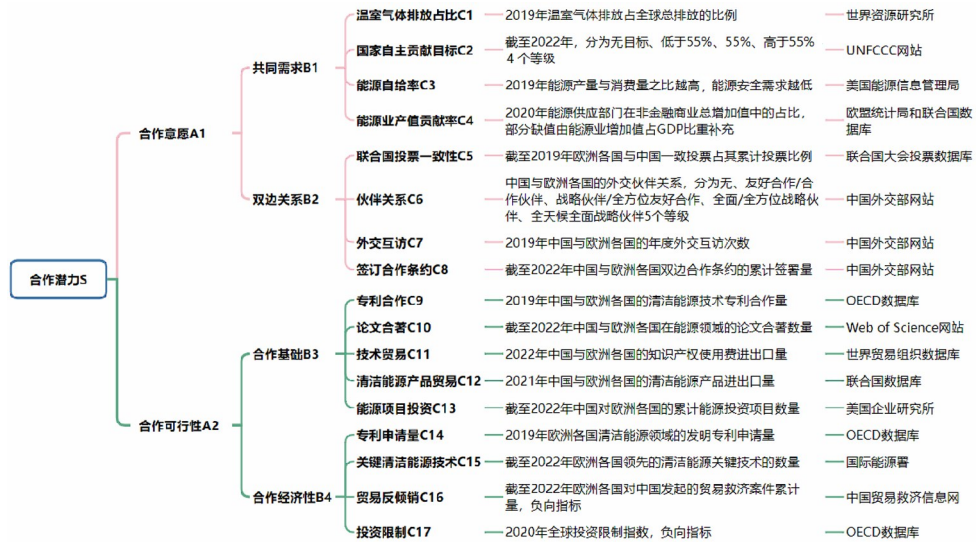 温室气体排放占比C1
2019年温室气体排放占全球总排放的比例
世界资源研究所
国家自主贡献目标C2
截至2022年，分为无目标、低于55%、55%、高于55%
4 个等级
UNFCCC网站
共同需求B1
能源自给率C3
2019年能源产量与消费量之比越高，能源安全需求越低
美国能源信息管理局
能源业产值贡献率C4
2020年能源供应部门在非金融商业总增加值中的占比，
部分缺值由能源业增加值占GDP比重补充
欧盟统计局和联合国数
据库
合作意愿A1
联合国投票一致性C5
截至2019年欧洲各国与中国一致投票占其累计投票比例
联合国大会投票数据库
双边关系B2
伙伴关系C6
中国与欧洲各国的外交伙伴关系，分为无、友好合作/合
作伙伴、战略伙伴/全方位友好合作、全面/全方位战略伙
伴、全天候全面战略伙伴5个等级
中国外交部网站
外交互访C7
2019年中国与欧洲各国的年度外交互访次数
中国外交部网站
签订合作条约C8
截至2022年中国与欧洲各国双边合作条约的累计签署量
中国外交部网站
合作潜力S
专利合作C9
2019年中国与欧洲各国的清洁能源技术专利合作量
OECD数据库
论文合著C10
截至2022年中国与欧洲各国在能源领域的论文合著数量
Web of Science网站
合作基础B3
技术贸易C11
2022年中国与欧洲各国的知识产权使用费进出口量
世界贸易组织数据库
清洁能源产品贸易C12
2021年中国与欧洲各国的清洁能源产品进出口量
联合国数据库
能源项目投资C13
截至2022年中国对欧洲各国的累计能源投资项目数量
美国企业研究所
合作可行性A2
专利申请量C14
2019年欧洲各国清洁能源领域的发明专利申请量
OECD数据库
关键清洁能源技术C15
截至2022年欧洲各国领先的清洁能源关键技术的数量
国际能源署
合作经济性B4
贸易反倾销C16
截至2022年欧洲各国对中国发起的贸易救济案件累计
量，负向指标
中国贸易救济信息网
投资限制C17
2020年全球投资限制指数，负向指标
OECD数据库